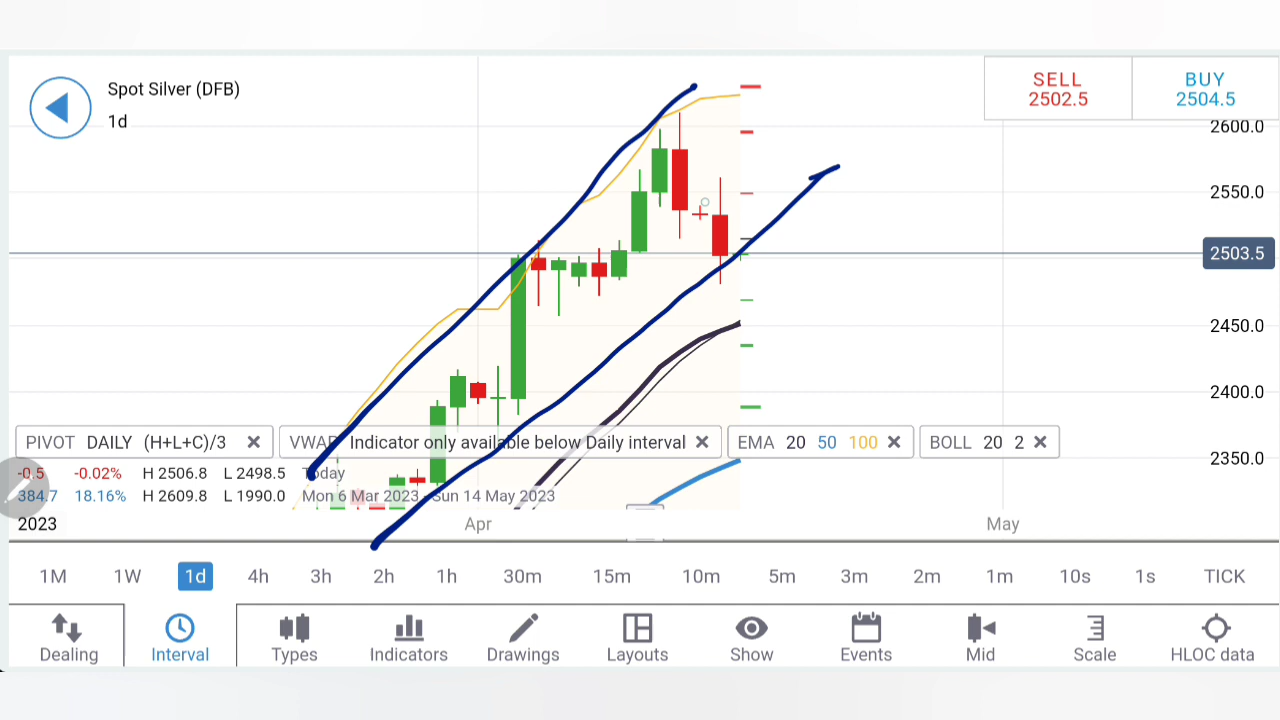 Spot Silver (DFB)
1d
SELL
2502.5
BUY
2504.5
2600.0
2550.0
2503.5
2450.0
2400.0
2350.0
PIVOT DAILY (H+L+C)/3
VWAP Indicator only available below Daily interval
EMA 20 50 100
BOLL 20 2
-0.5 -0.02% H 2506.8 L 2498.5 Today
384.7 18.16% H 2609.8 L 1990.0 Mon 6 Mar 2023 - Sun 14 May 2023
2023 Apr May
1M 1W 1d 4h 3h 2h 1h 30m 15m 10m 5m 3m 2m 1m 10s 1s TICK
Dealing Interval Types Indicators Drawings Layouts Show Events Mid Scale HLOC data